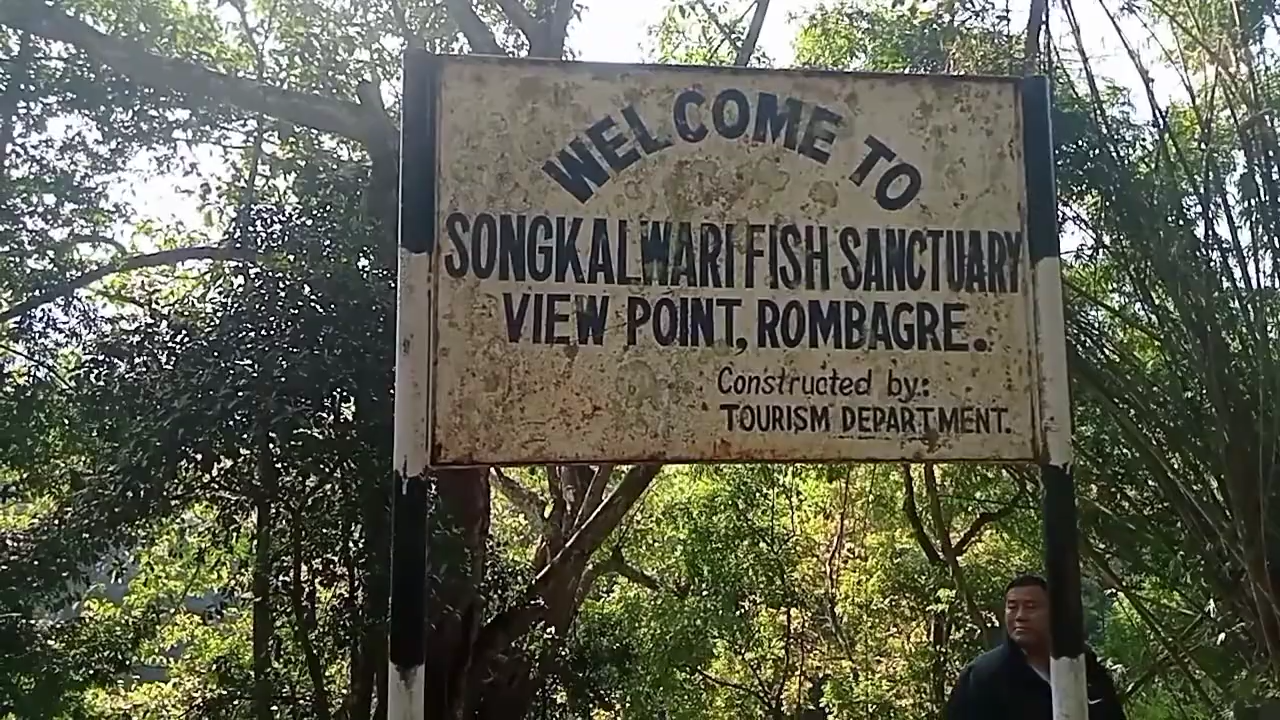 WELCOME TO
SONGKALWARI FISH SANCTUARY
VIEW POINT, ROMBAGRE.
Constructed by:
TOURISM DEPARTMENT.